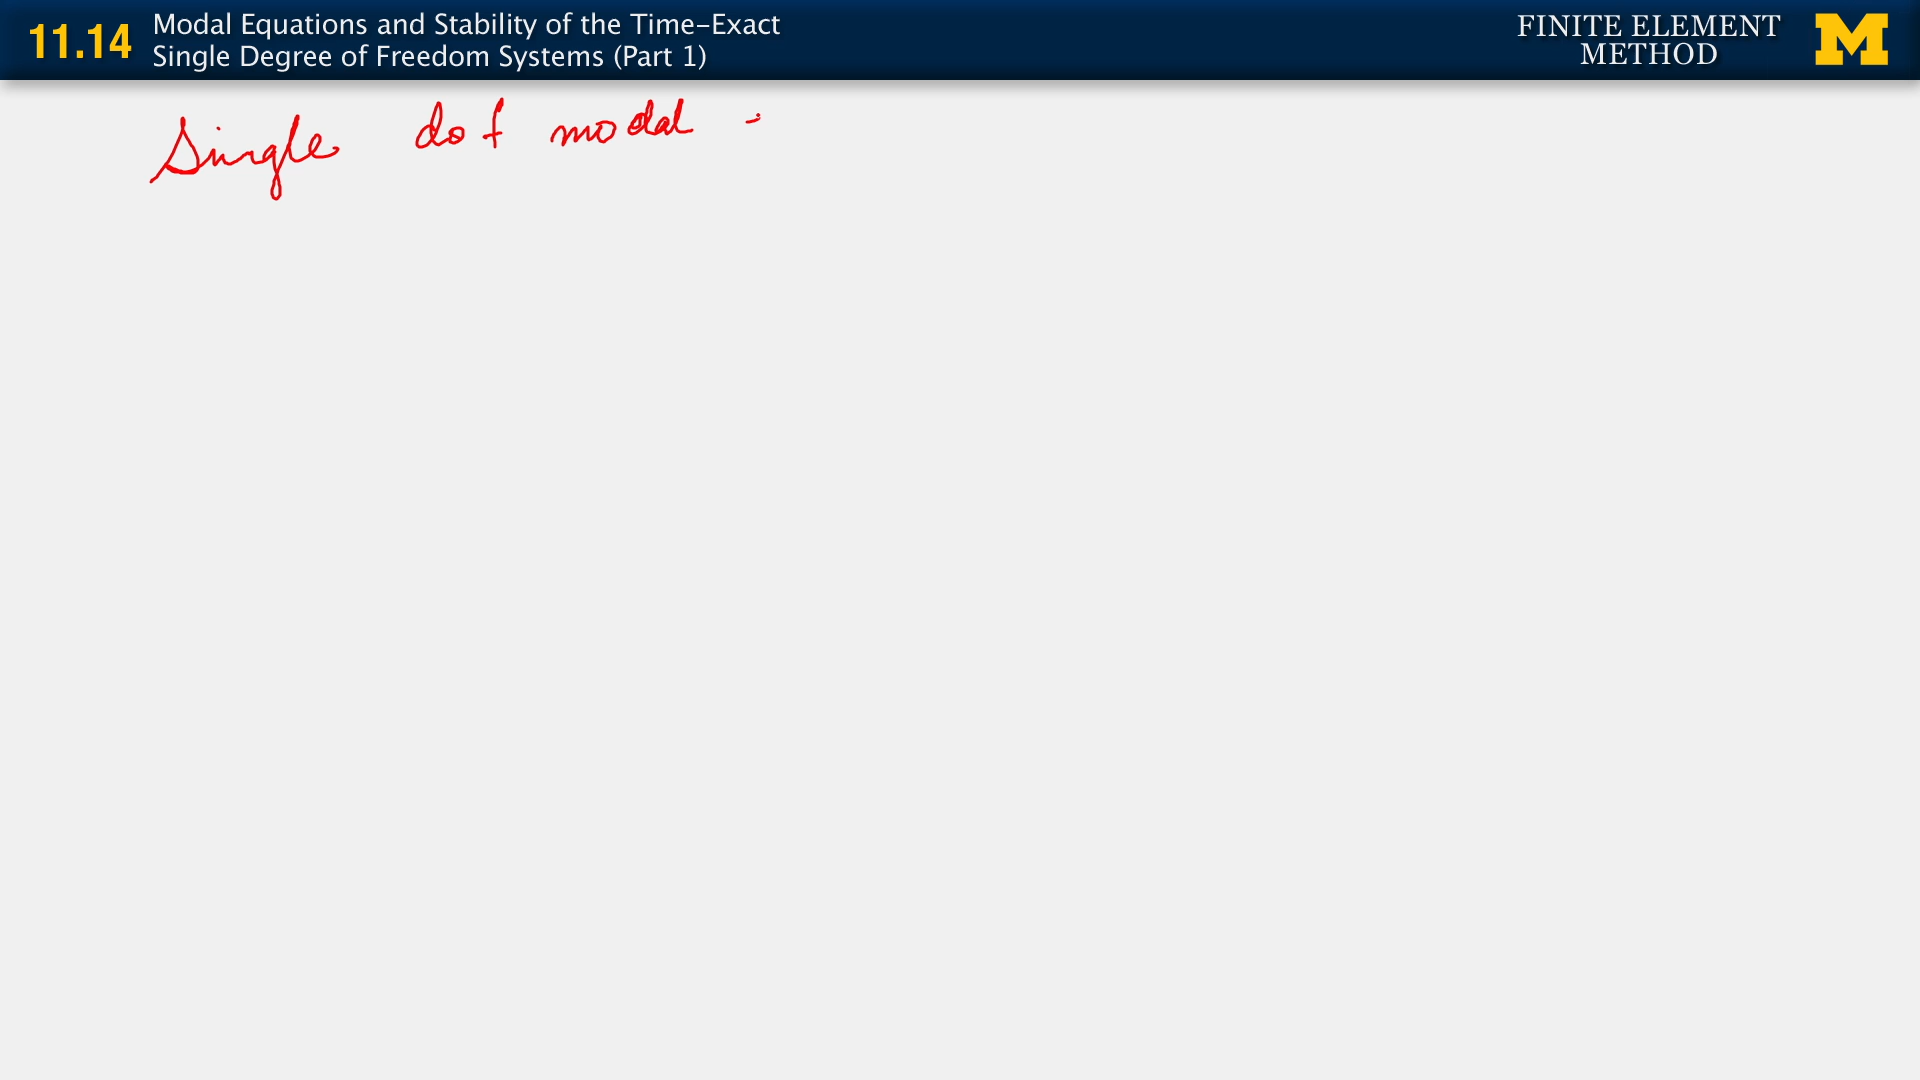 11.14
Modal Equations and Stability of the Time-Exact
Single Degree of Freedom Systems (Part 1)
FINITE ELEMENT
METHOD
M
Single dof modal